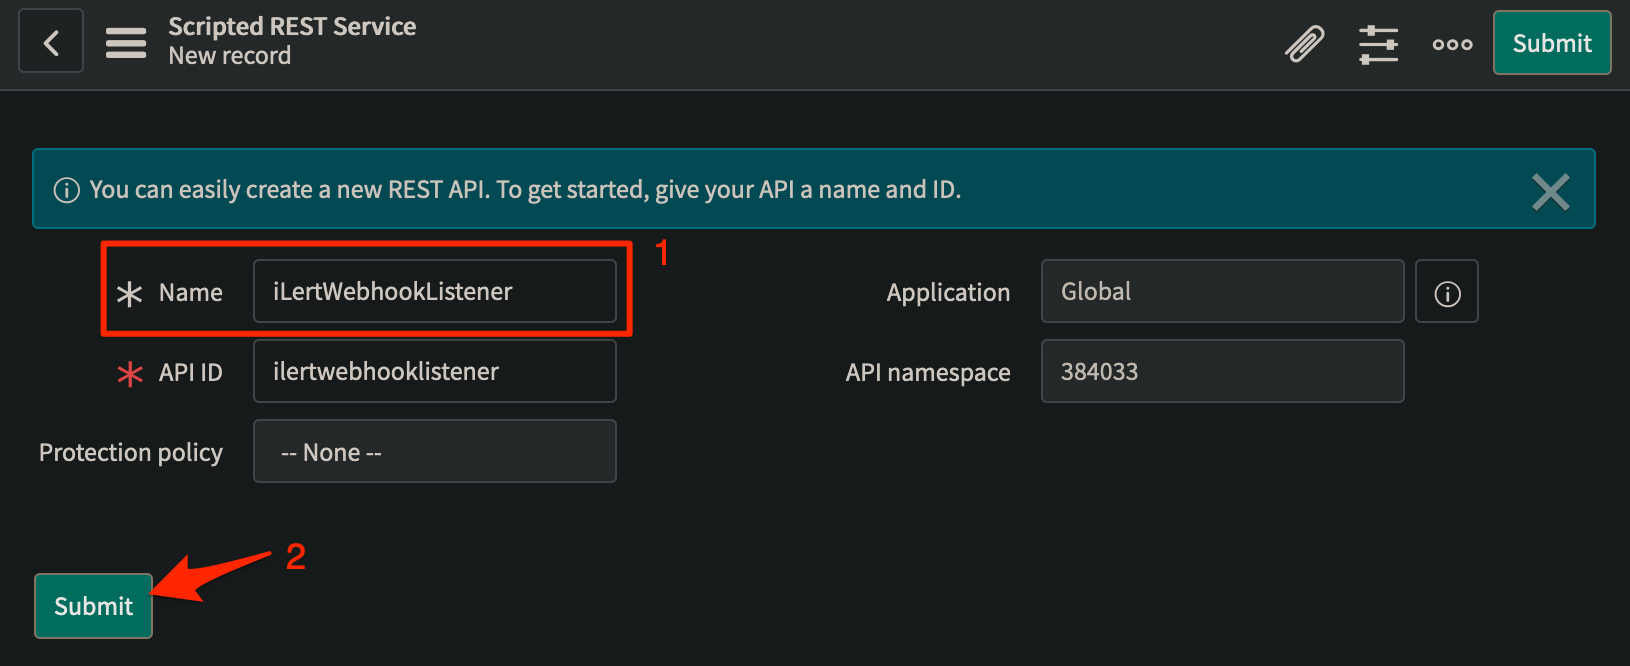 Scripted REST Service
New record
Submit
You can easily create a new REST API. To get started, give your API a name and ID.
1
Name iLertWebhookListener
Application Global
API ID ilertwebhooklistener
API namespace 384033
Protection policy -- None --
2
Submit